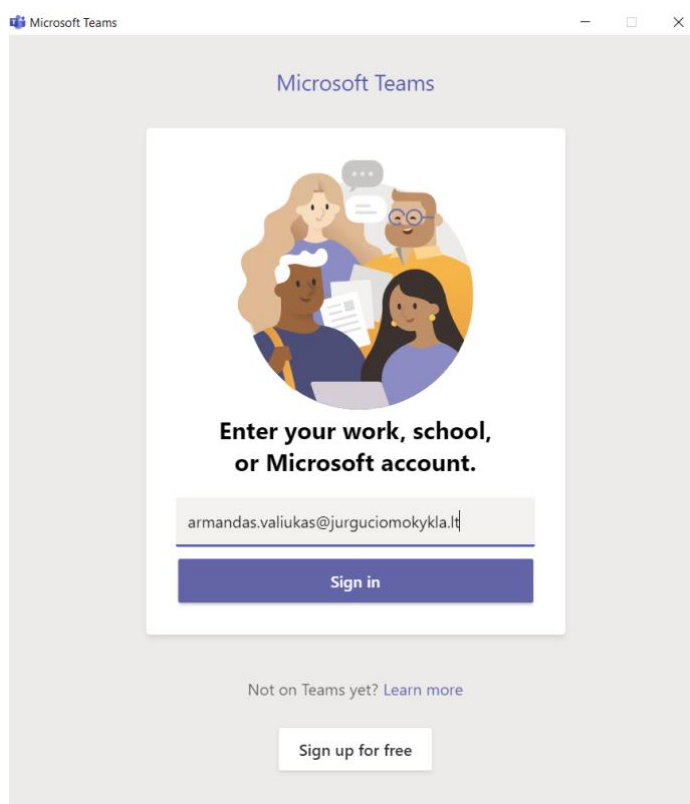 Microsoft Teams
Microsoft Teams
Enter your work, school,
or Microsoft account.
armandas.valiukas@jurguciomokykla.lt
Sign in
Not on Teams yet? Learn more
Sign up for free